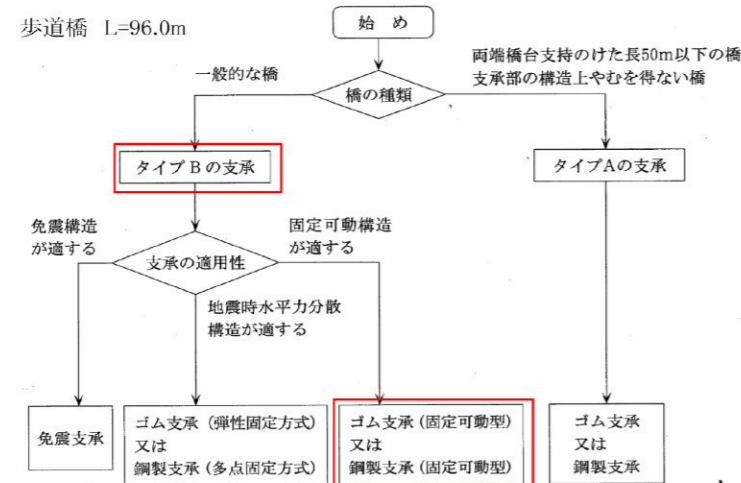 歩道橋 L=96.0m
始 め
一般的な橋
両端橋台支持のけた長50m以下の橋
支承部の構造上やむを得ない橋
橋の種類
タイプBの支承
タイプAの支承
免震構造
が適する
固定可動構造
が適する
支承の適用性
地震時水平力分散
構造が適する
免震支承
ゴム支承(弾性固定方式)
又は
鋼製支承(多点固定方式)
ゴム支承(固定可動型)
又は
鋼製支承(固定可動型)
ゴム支承
又は
鋼製支承